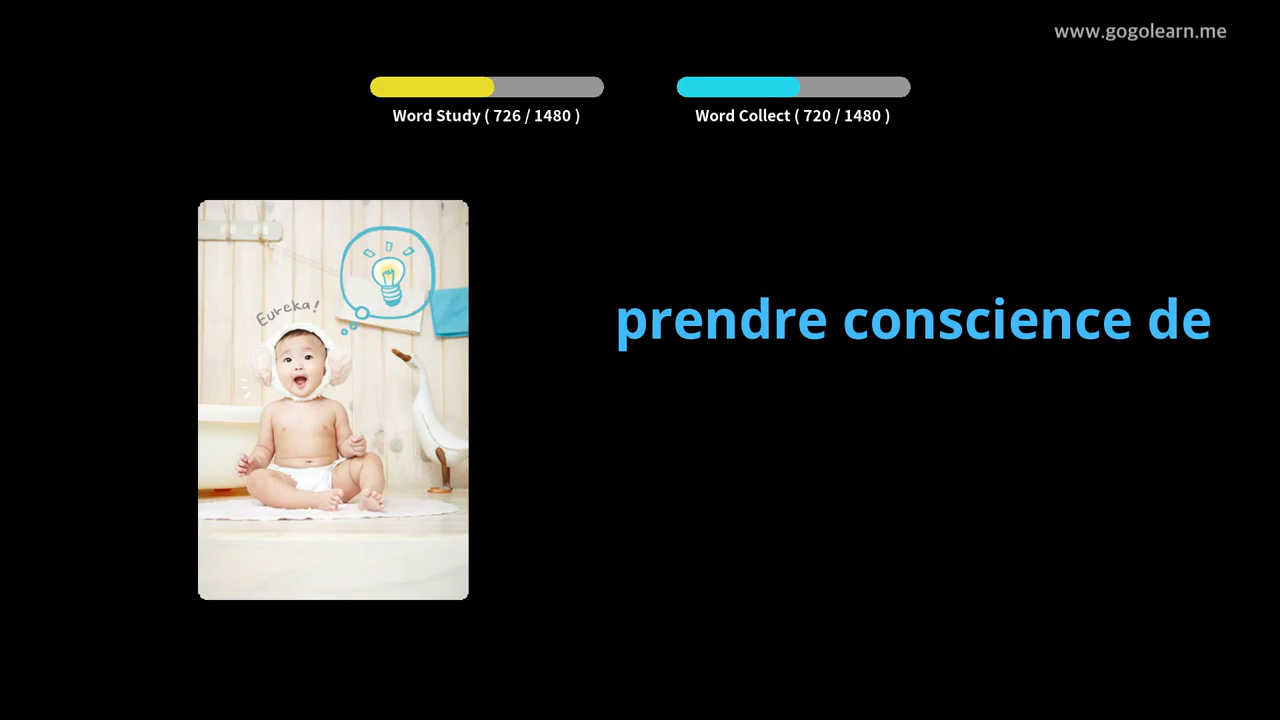 www.gogolearn.me
Word Study ( 726 / 1480 )
Word Collect ( 720 / 1480 )
Eureka!
prendre conscience de